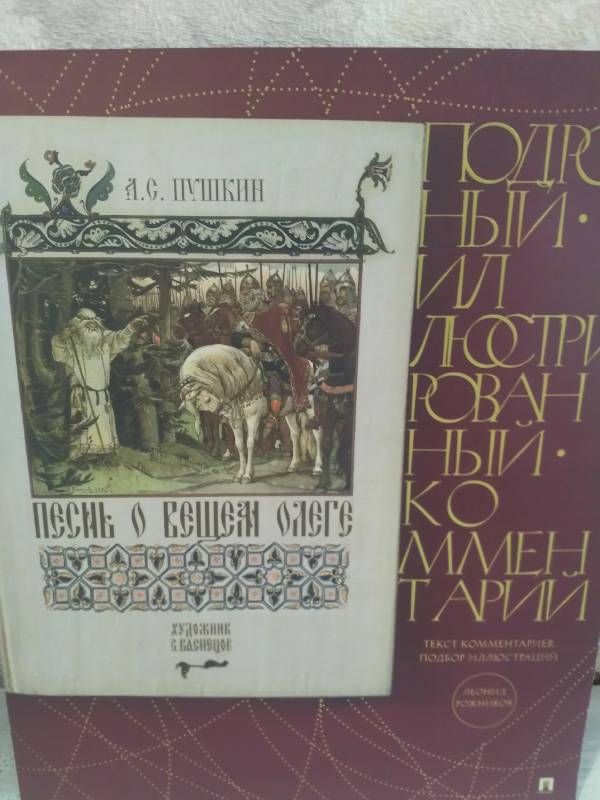 А.С. ПУШКИН
ПЕСНЬ О ВЕЩЕМ ОЛЕГЕ
ХУДОЖНИК
В. ВАСНЕЦОВ
ПОДРО
НЫЙ •
ИЛ
ЛЮСТРИ
РОВАН
НЫЙ •
КО
ММЕН
ТАРИЙ
ТЕКСТ КОММЕНТАРИЕВ,
ПОДБОР ИЛЛЮСТРАЦИЙ
ЛЕОНИД
РОЖНИКОВ